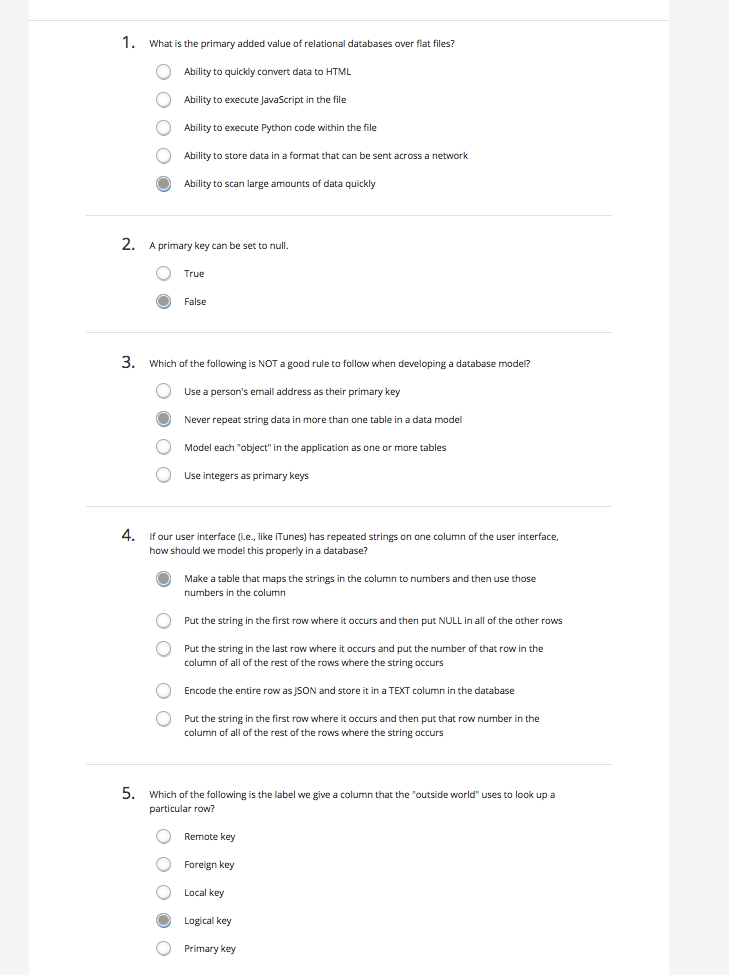 1. What is the primary added value of relational databases over flat files?
Ability to quickly convert data to HTML
Ability to execute JavaScript in the file
Ability to execute Python code within the file
Ability to store data in a format that can be sent across a network
Ability to scan large amounts of data quickly
2. A primary key can be set to null.
True
False
3. Which of the following is NOT a good rule to follow when developing a database model?
Use a person's email address as their primary key
Never repeat string data in more than one table in a data model
Model each "object" in the application as one or more tables
Use integers as primary keys
4. If our user interface (i.e., like iTunes) has repeated strings on one column of the user interface,
how should we model this properly in a database?
Make a table that maps the strings in the column to numbers and then use those
numbers in the column
Put the string in the first row where it occurs and then put NULL in all of the other rows
Put the string in the last row where it occurs and put the number of that row in the
column of all of the rest of the rows where the string occurs
Encode the entire row as JSON and store it in a TEXT column in the database
Put the string in the first row where it occurs and then put that row number in the
column of all of the rest of the rows where the string occurs
5. Which of the following is the label we give a column that the "outside world" uses to look up a
particular row?
Remote key
Foreign key
Local key
Logical key
Primary key